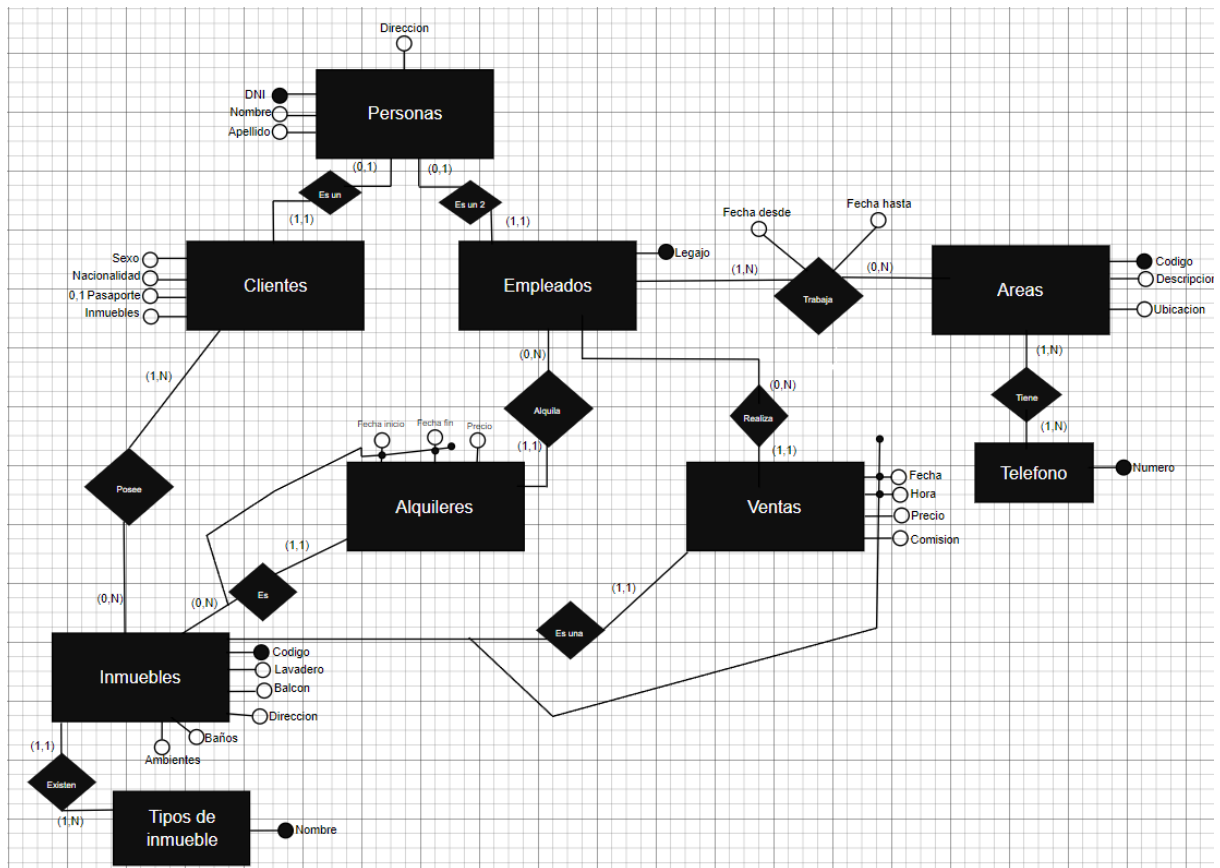 Direccion
DNI
Nombre
Apellido
Personas
(0,1)
(0,1)
Es un
Es un 2
(1,1)
(1,1)
Fecha desde
Fecha hasta
Sexo
Nacionalidad
0,1 Pasaporte
Inmuebles
Clientes
Empleados
Legajo
(1,N)
(0,N)
Trabaja
Areas
Codigo
Descripcion
Ubicacion
(1,N)
(0,N)
(0,N)
(1,N)
Alquila
Realiza
Tiene
Fecha inicio
Fecha fin
Precio
(1,1)
(1,1)
(1,N)
Posee
Alquileres
Ventas
Fecha
Hora
Precio
Comision
Telefono
Numero
(1,1)
(1,1)
(0,N)
(0,N)
Es
Es una
Inmuebles
Codigo
Lavadero
Balcon
Direccion
Baños
Ambientes
(1,1)
Existen
(1,N)
Tipos de
inmueble
Nombre